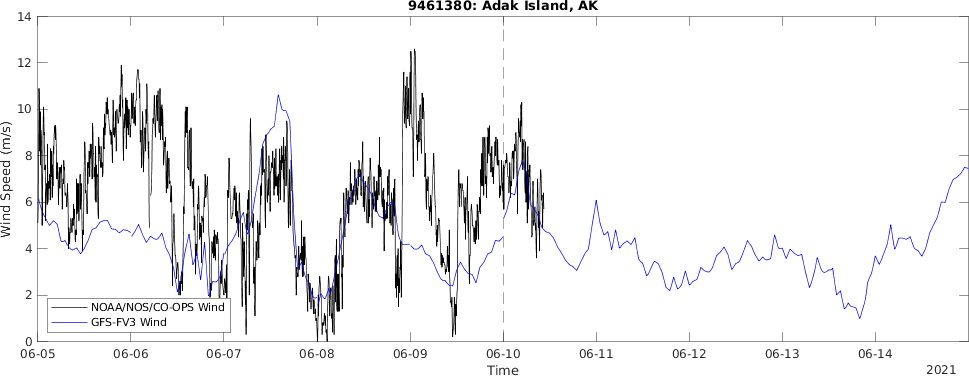 9461380: Adak Island, AK
Wind Speed (m/s)
14
12
10
8
6
4
2
0
NOAA/NOS/CO-OPS Wind
GFS-FV3 Wind
06-05 06-06 06-07 06-08 06-09 06-10 06-11 06-12 06-13 06-14
Time
2021